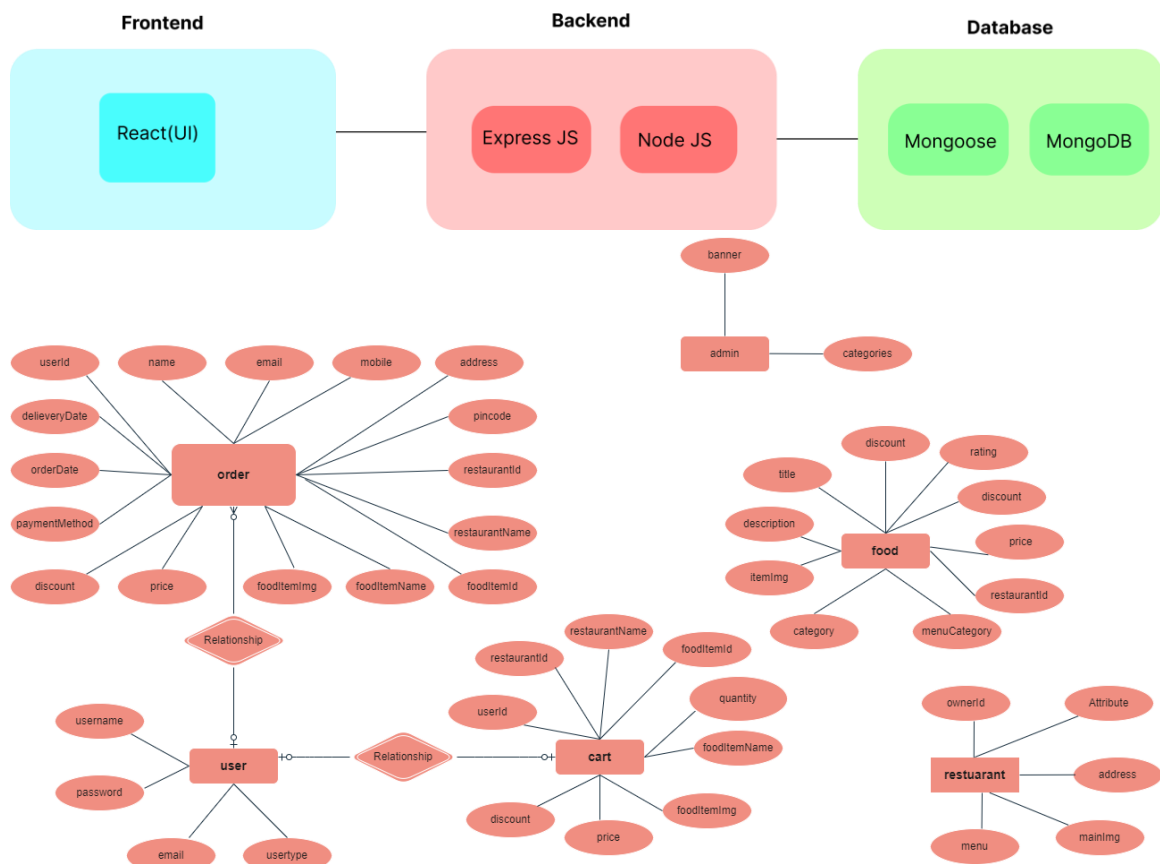 Frontend
Backend
Database
React(UI)
Express JS
Node JS
Mongoose
MongoDB
banner
admin
categories
userId
name
email
mobile
address
delieveryDate
pincode
orderDate
order
restaurantId
paymentMethod
restaurantName
discount
price
foodItemImg
foodItemName
foodItemId
discount
rating
title
discount
description
food
price
itemImg
restaurantId
category
menuCategory
Relationship
restaurantName
restaurantId
foodItemId
userId
quantity
foodItemName
Relationship
cart
discount
price
foodItemImg
username
user
password
email
usertype
ownerId
Attribute
restuarant
address
menu
mainImg